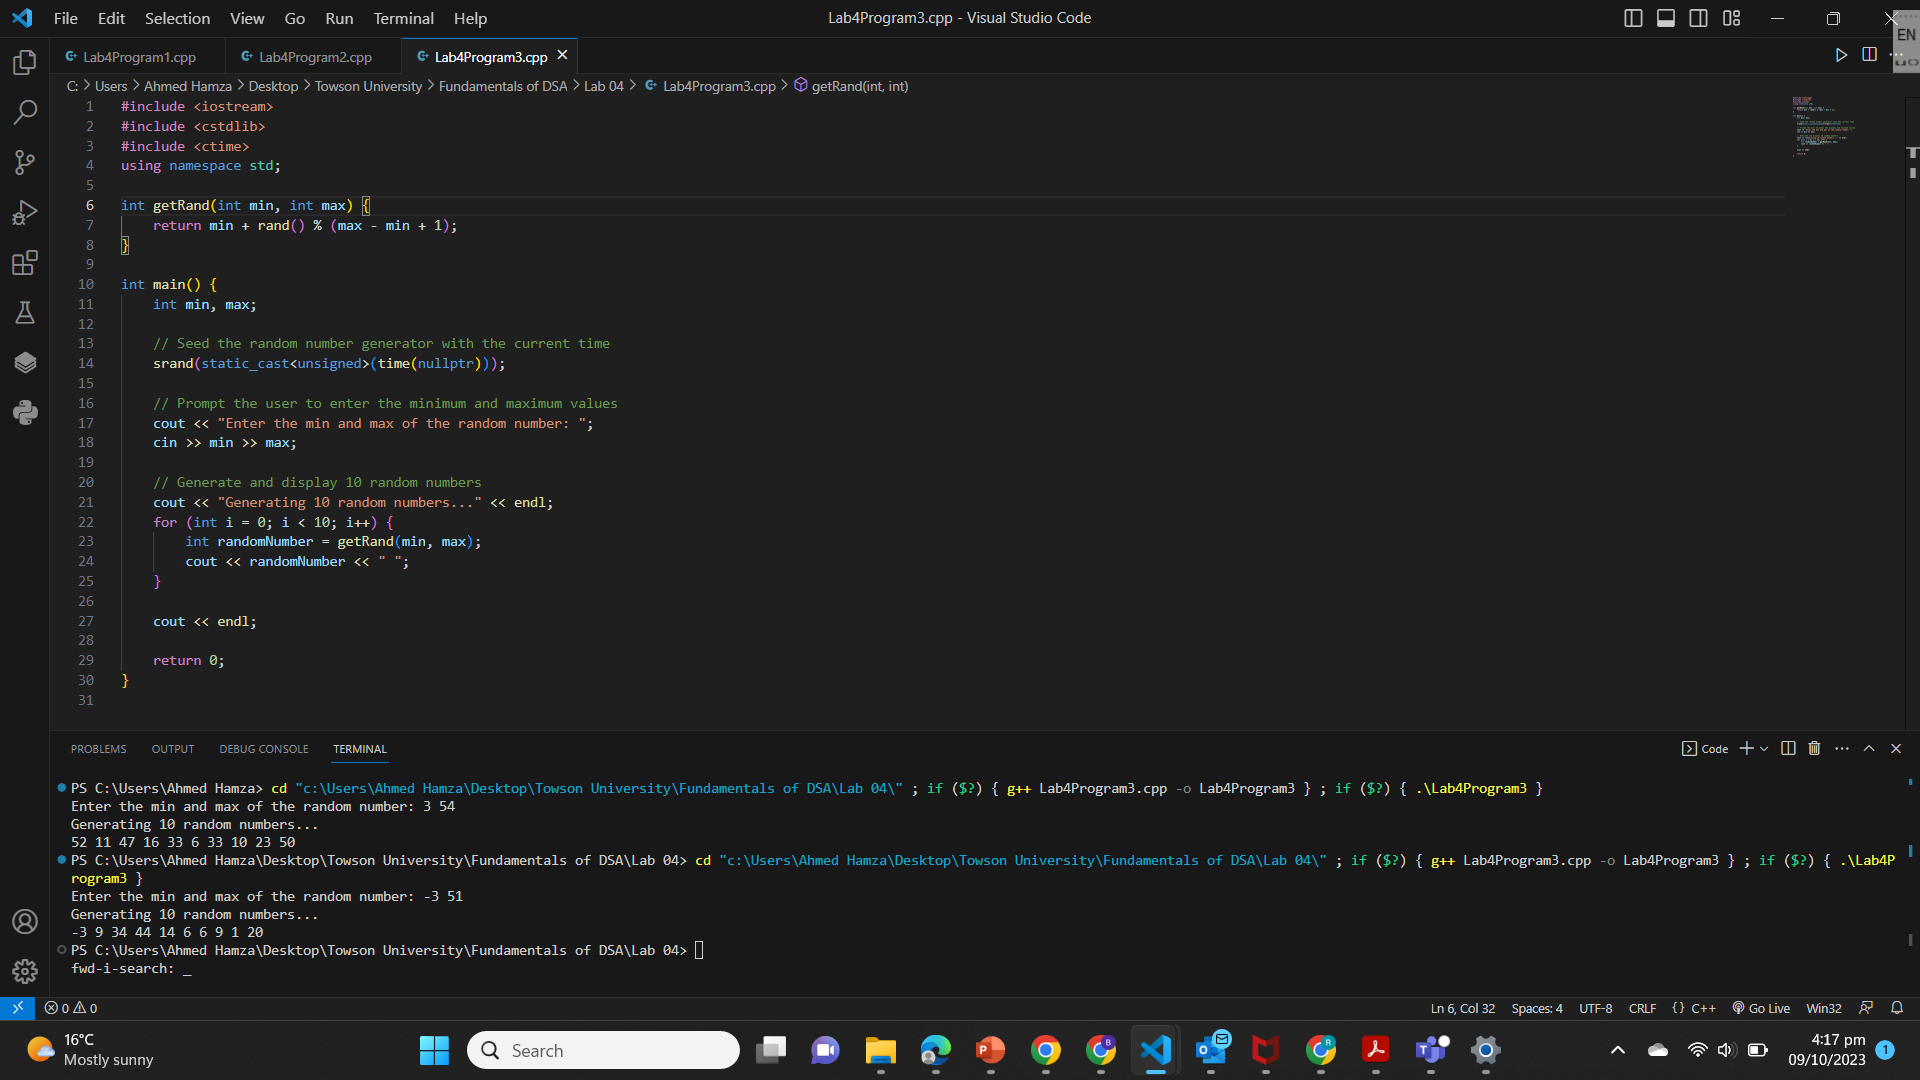 File Edit Selection View Go Run Terminal Help
Lab4Program3.cpp - Visual Studio Code
EN
Lab4Program1.cpp Lab4Program2.cpp Lab4Program3.cpp
C: > Users > Ahmed Hamza > Desktop > Towson University > Fundamentals of DSA > Lab 04 > Lab4Program3.cpp > getRand(int, int)
1 #include <iostream>
2 #include <cstdlib>
3 #include <ctime>
4 using namespace std;
5
6 int getRand(int min, int max) {
7     return min + rand() % (max - min + 1);
8 }
9
10 int main() {
11     int min, max;
12
13     // Seed the random number generator with the current time
14     srand(static_cast<unsigned>(time(nullptr)));
15
16     // Prompt the user to enter the minimum and maximum values
17     cout << "Enter the min and max of the random number: ";
18     cin >> min >> max;
19
20     // Generate and display 10 random numbers
21     cout << "Generating 10 random numbers..." << endl;
22     for (int i = 0; i < 10; i++) {
23         int randomNumber = getRand(min, max);
24         cout << randomNumber << " ";
25     }
26
27     cout << endl;
28
29     return 0;
30 }
31
PROBLEMS OUTPUT DEBUG CONSOLE TERMINAL
Code
PS C:\Users\Ahmed Hamza> cd "c:\Users\Ahmed Hamza\Desktop\Towson University\Fundamentals of DSA\Lab 04\" ; if ($?) { g++ Lab4Program3.cpp -o Lab4Program3 } ; if ($?) { .\Lab4Program3 }
Enter the min and max of the random number: 3 54
Generating 10 random numbers...
52 11 47 16 33 6 33 10 23 50
PS C:\Users\Ahmed Hamza\Desktop\Towson University\Fundamentals of DSA\Lab 04> cd "c:\Users\Ahmed Hamza\Desktop\Towson University\Fundamentals of DSA\Lab 04\" ; if ($?) { g++ Lab4Program3.cpp -o Lab4Program3 } ; if ($?) { .\Lab4P
rogram3 }
Enter the min and max of the random number: -3 51
Generating 10 random numbers...
-3 9 34 44 14 6 6 9 1 20
PS C:\Users\Ahmed Hamza\Desktop\Towson University\Fundamentals of DSA\Lab 04>
fwd-i-search: _
0 0
Ln 6, Col 32 Spaces: 4 UTF-8 CRLF {} C++ Go Live Win32
16°C
Mostly sunny
Search
4:17 pm
09/10/2023
1